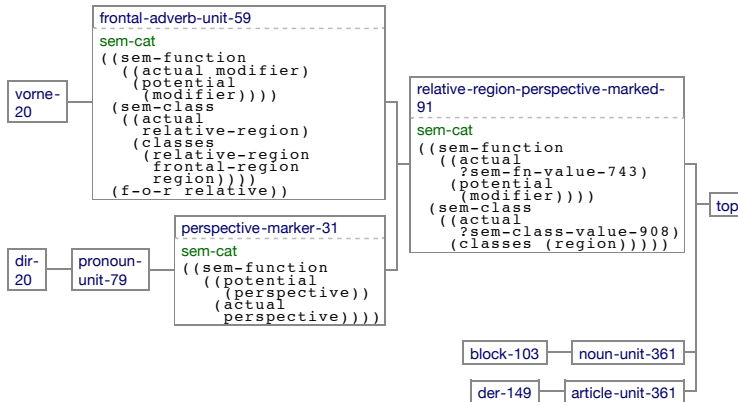 frontal-adverb-unit-59
sem-cat
((sem-function
((actual modifier)
(potential
(modifier))))
(sem-class
((actual
relative-region)
(classes
(relative-region
frontal-region
region))))
(f-o-r relative))
vorne-
20
relative-region-perspective-marked-
91
sem-cat
((sem-function
((actual
?sem-fn-value-743)
(potential
(modifier))))
(sem-class
((actual
?sem-class-value-908)
(classes (region)))))
top
perspective-marker-31
sem-cat
((sem-function
((potential
(perspective))
(actual
perspective))))
dir-
20
pronoun-
unit-79
block-103
noun-unit-361
der-149
article-unit-361